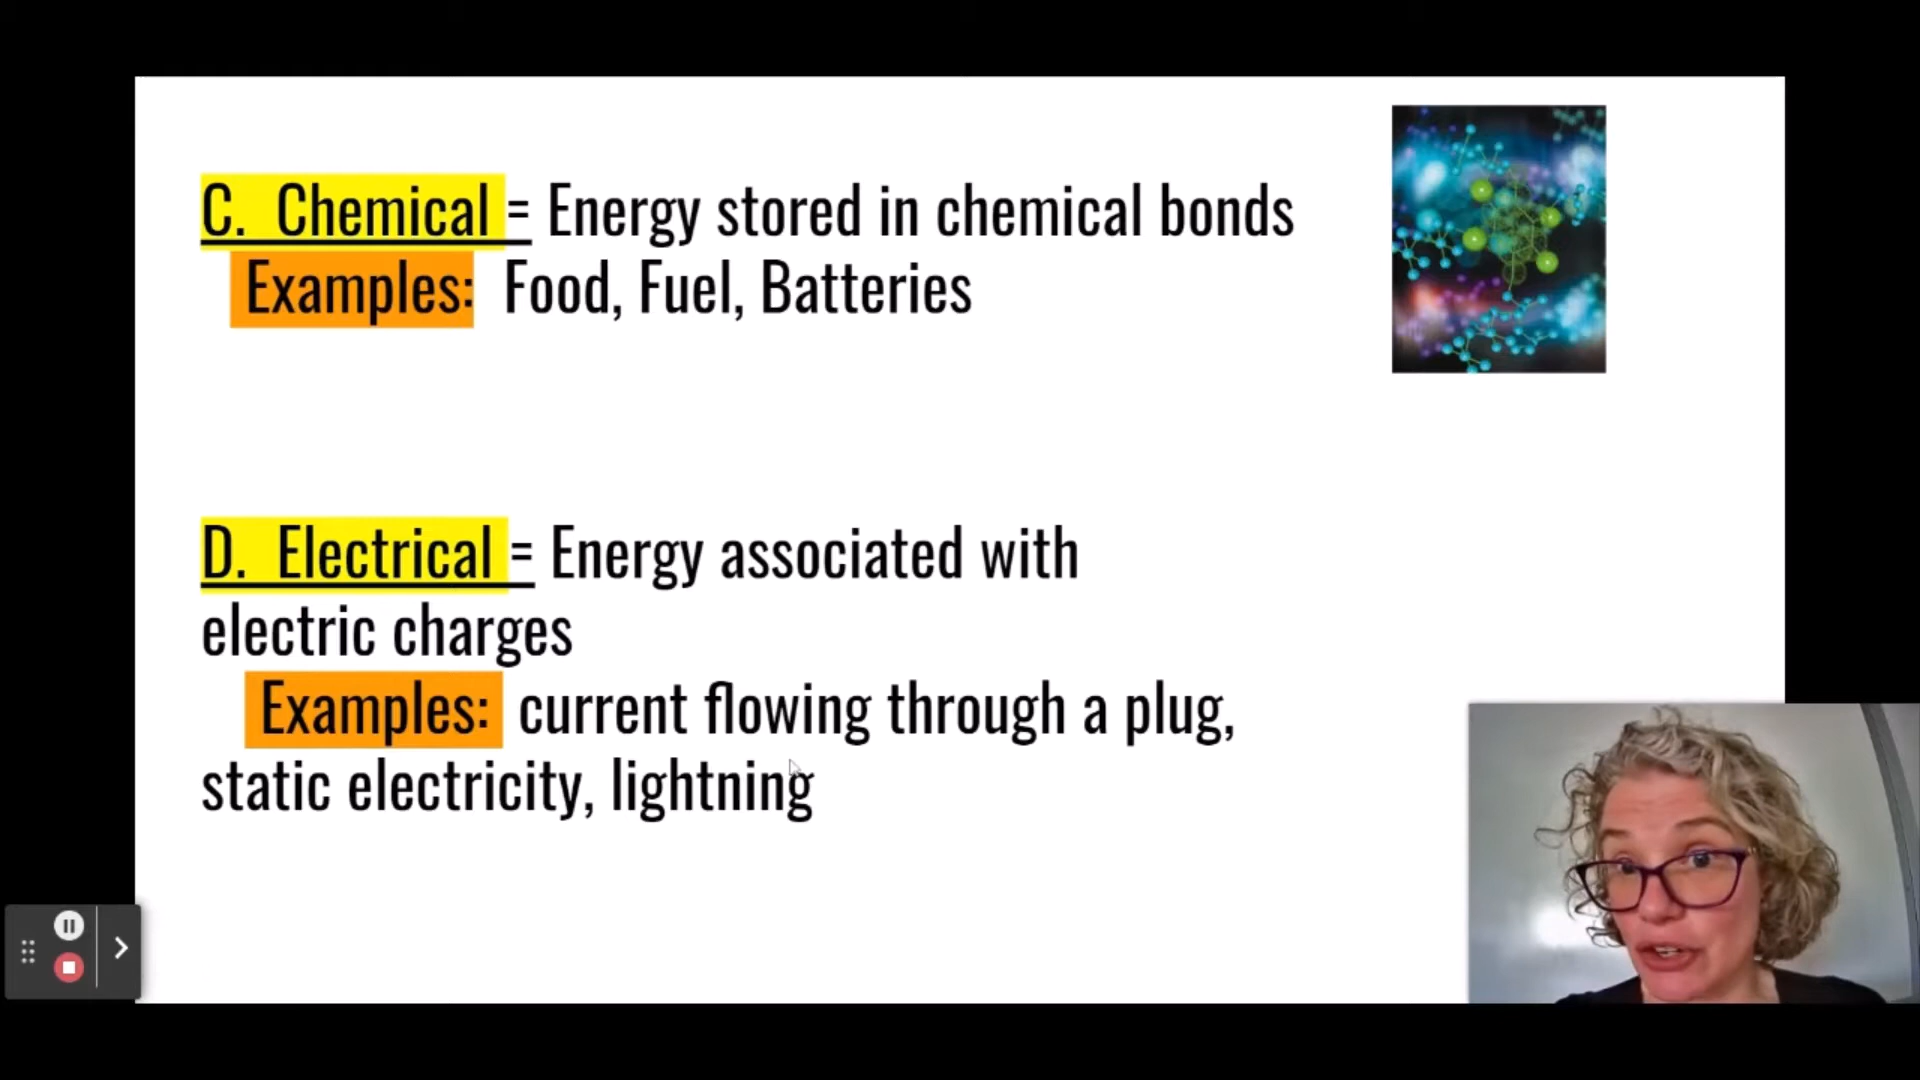 C. Chemical = Energy stored in chemical bonds
Examples: Food, Fuel, Batteries
D. Electrical = Energy associated with
electric charges
Examples: current flowing through a plug,
static electricity, lightning